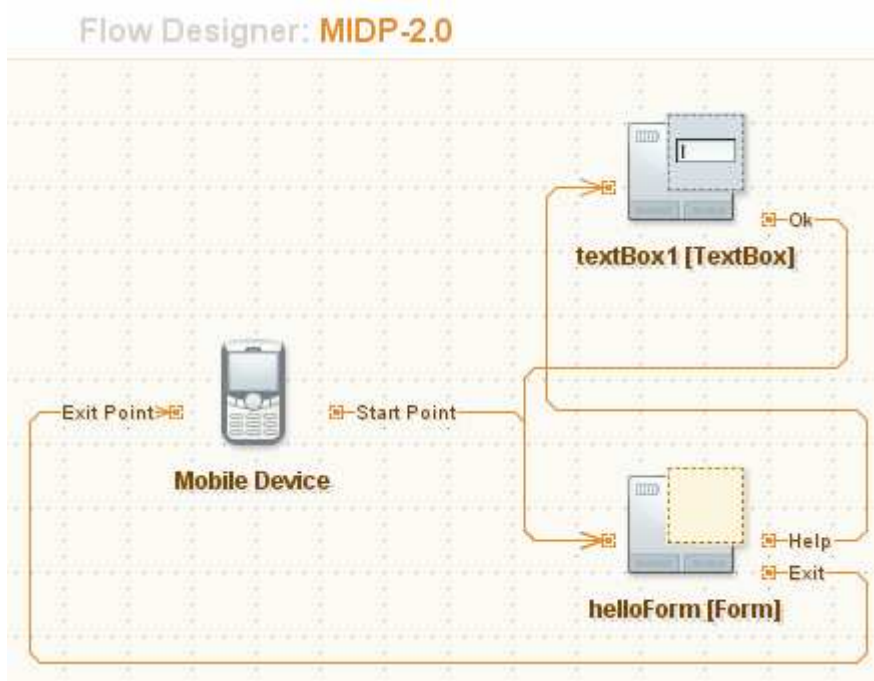 Flow Designer: MIDP-2.0
Ok
textBox1 [TextBox]
Exit Point
Start Point
Mobile Device
Help
Exit
helloForm [Form]